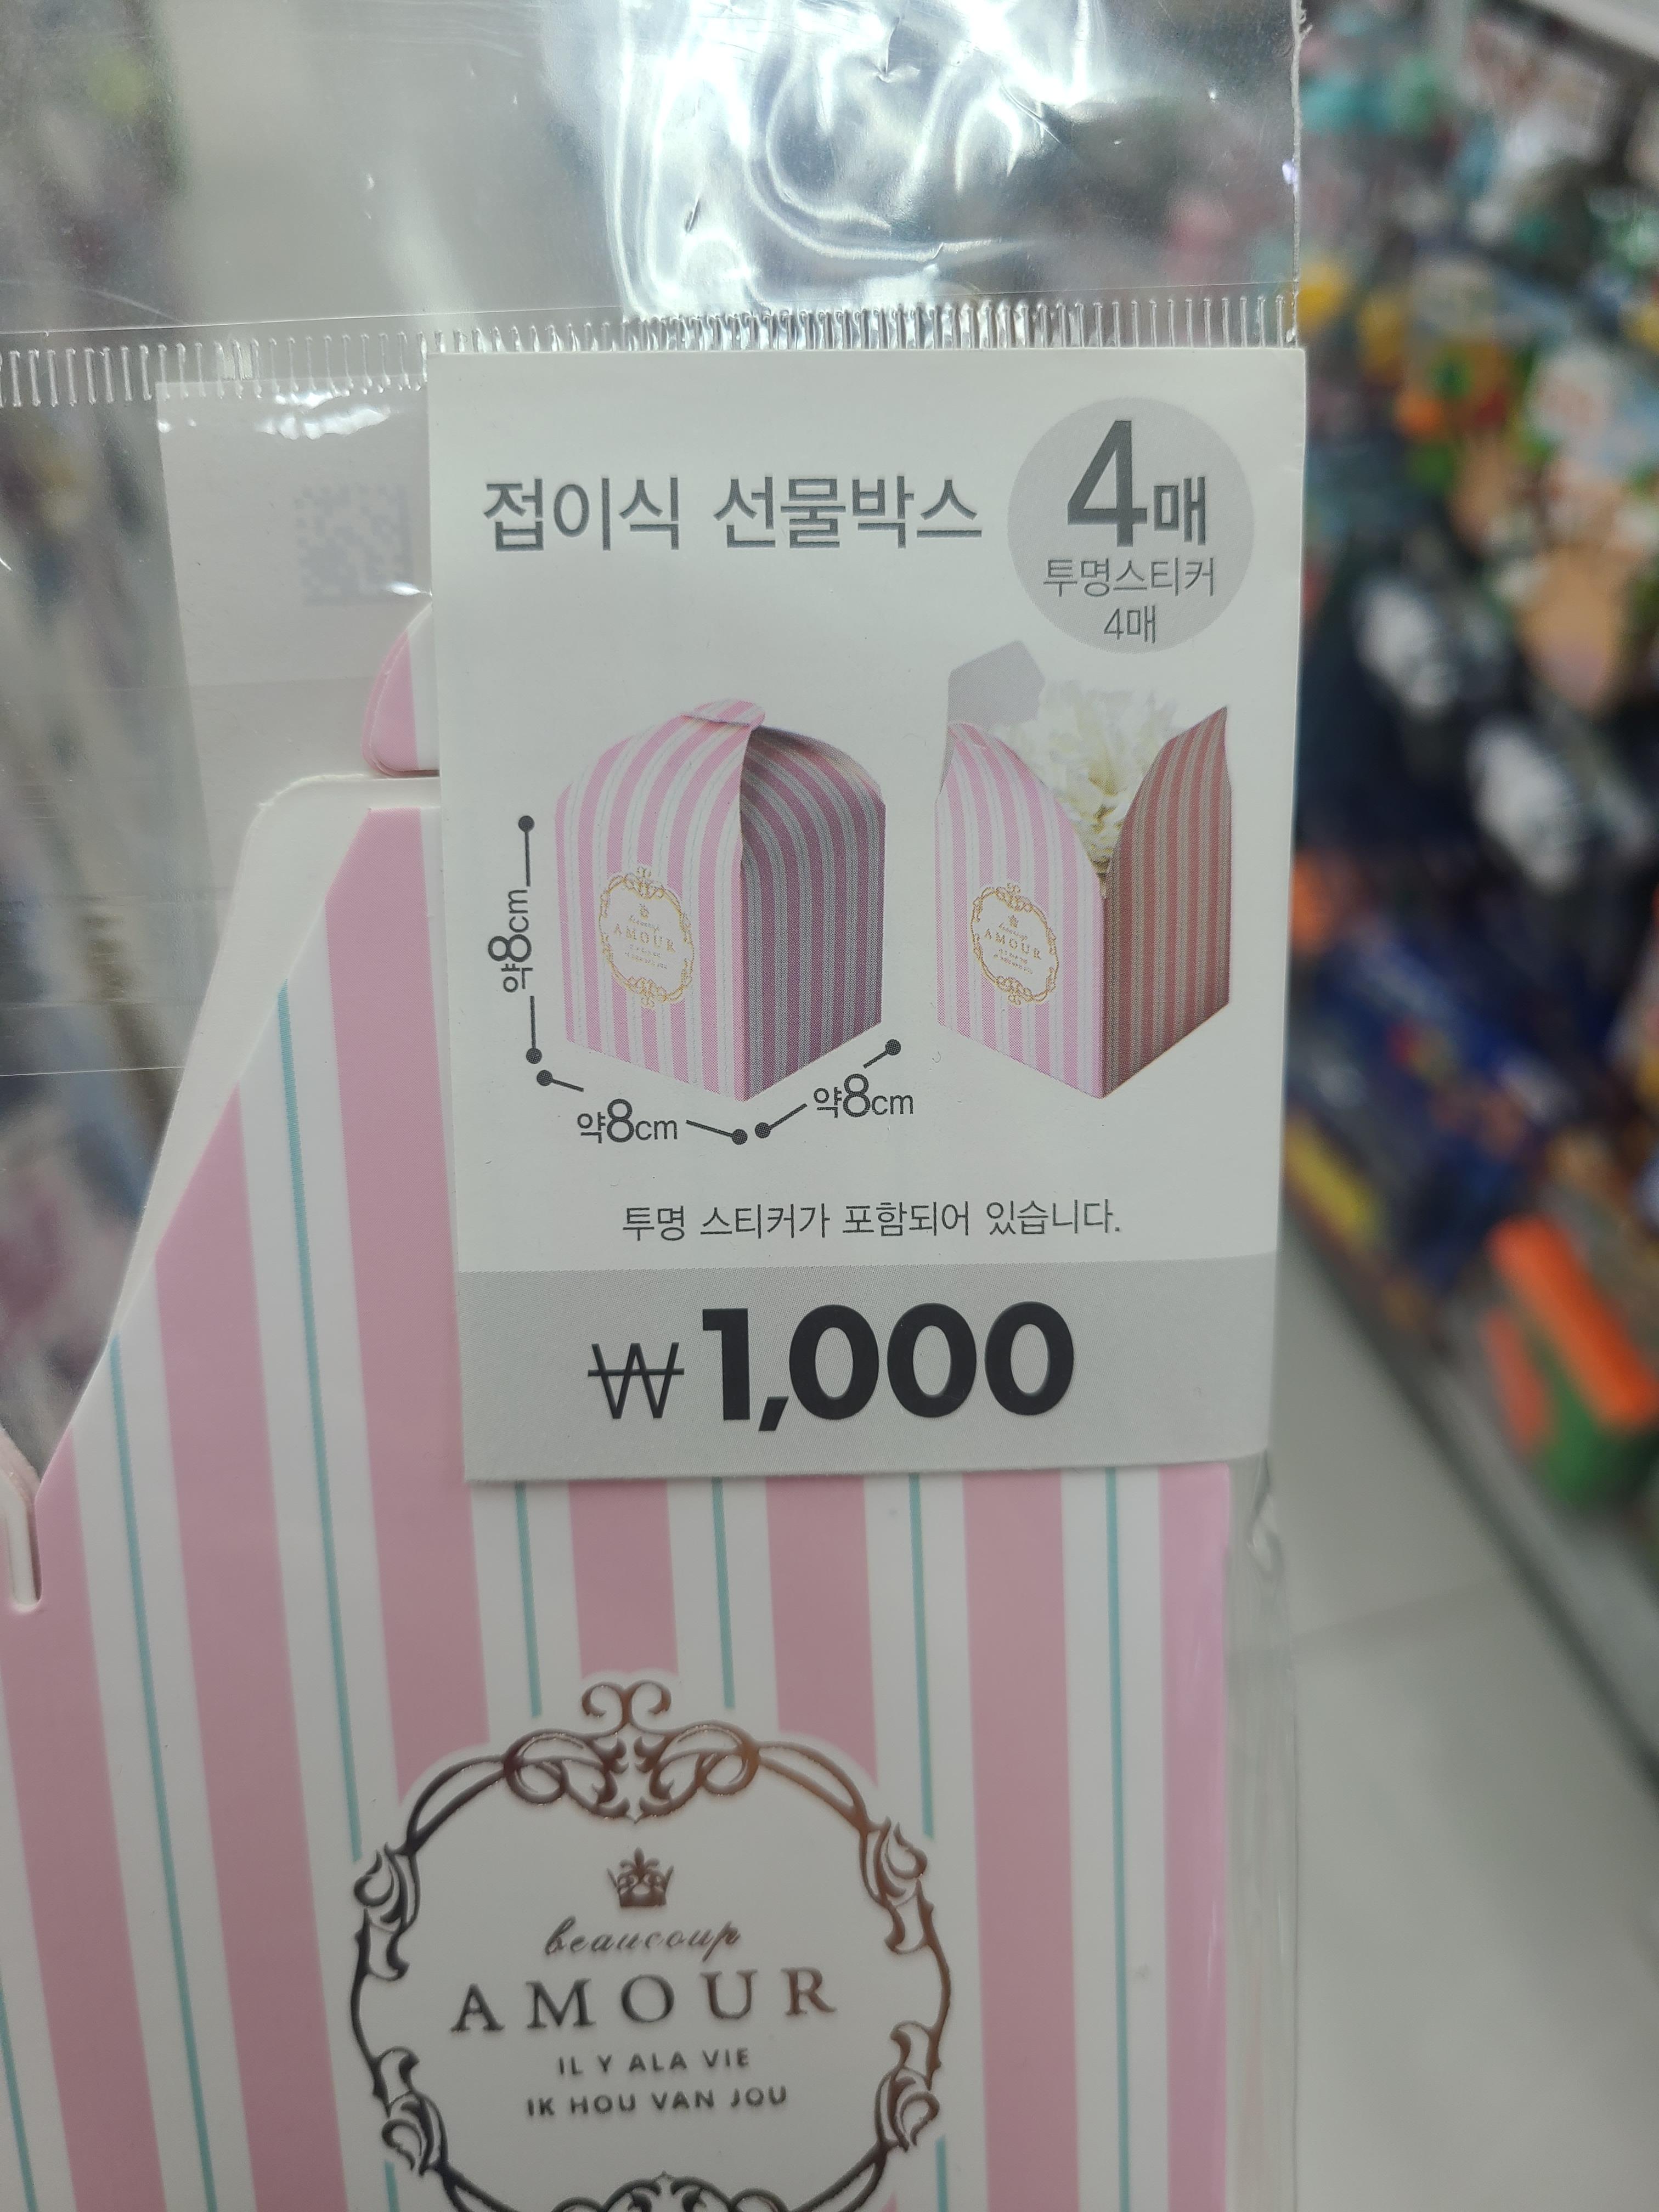 접이식 선물박스
4매
투명스티커
4매
약8cm
약8cm
약8cm
AMOUR
AMOUR
투명 스티커가 포함되어 있습니다.
₩1,000
beaucoup
AMOUR
IL Y ALA VIE
IK HOU VAN JOU